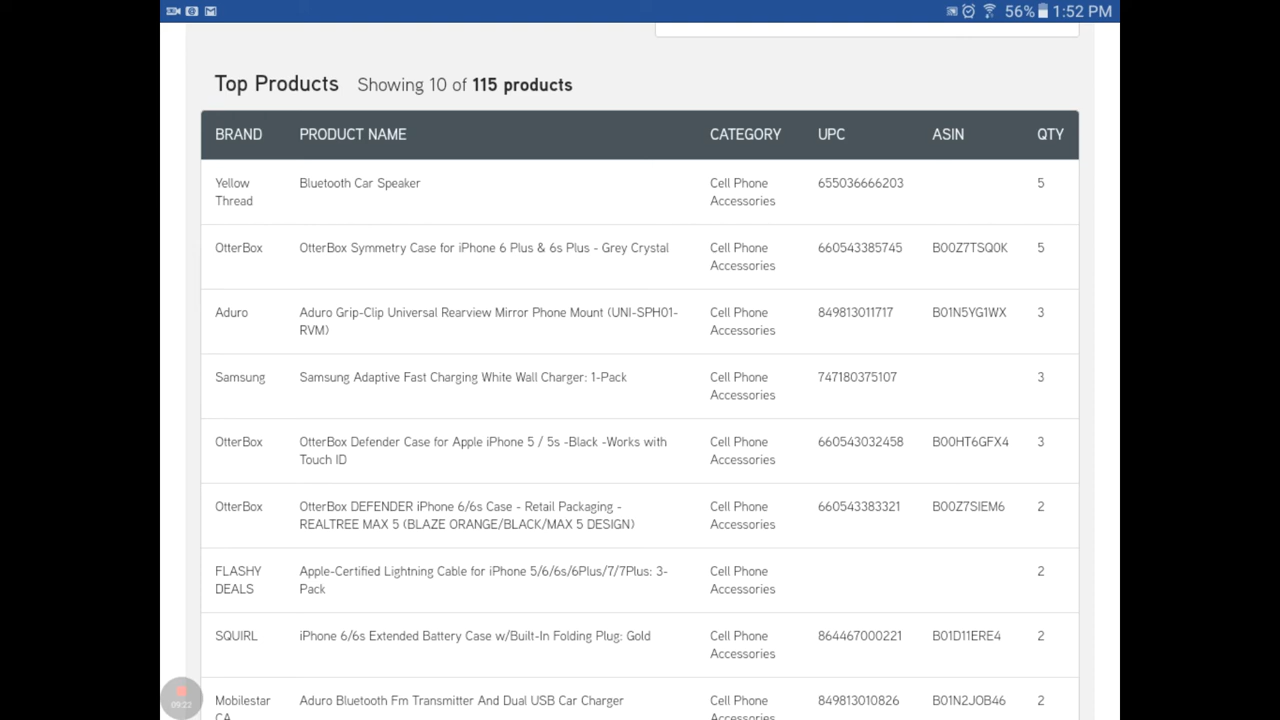 56% 1:52 PM
Top Products Showing 10 of 115 products
BRAND PRODUCT NAME CATEGORY UPC ASIN QTY
Yellow Bluetooth Car Speaker Cell Phone 655036666203 5
Thread Accessories
OtterBox OtterBox Symmetry Case for iPhone 6 Plus & 6s Plus - Grey Crystal Cell Phone 660543385745 B00Z7TSQ0K 5
Accessories
Aduro Aduro Grip-Clip Universal Rearview Mirror Phone Mount (UNI-SPH01- Cell Phone 849813011717 B01N5YG1WX 3
RVM) Accessories
Samsung Samsung Adaptive Fast Charging White Wall Charger: 1-Pack Cell Phone 747180375107 3
Accessories
OtterBox OtterBox Defender Case for Apple iPhone 5 / 5s -Black -Works with Cell Phone 660543032458 B00HT6GFX4 3
Touch ID Accessories
OtterBox OtterBox DEFENDER iPhone 6/6s Case - Retail Packaging - Cell Phone 660543383321 B00Z7SIEM6 2
REALTREE MAX 5 (BLAZE ORANGE/BLACK/MAX 5 DESIGN) Accessories
FLASHY Apple-Certified Lightning Cable for iPhone 5/6/6s/6Plus/7/7Plus: 3- Cell Phone 2
DEALS Pack Accessories
SQUIRL iPhone 6/6s Extended Battery Case w/Built-In Folding Plug: Gold Cell Phone 864467000221 B01D11ERE4 2
Accessories
Mobilestar Aduro Bluetooth Fm Transmitter And Dual USB Car Charger Cell Phone 849813010826 B01N2JOB46 2
CA Accessories
09:22